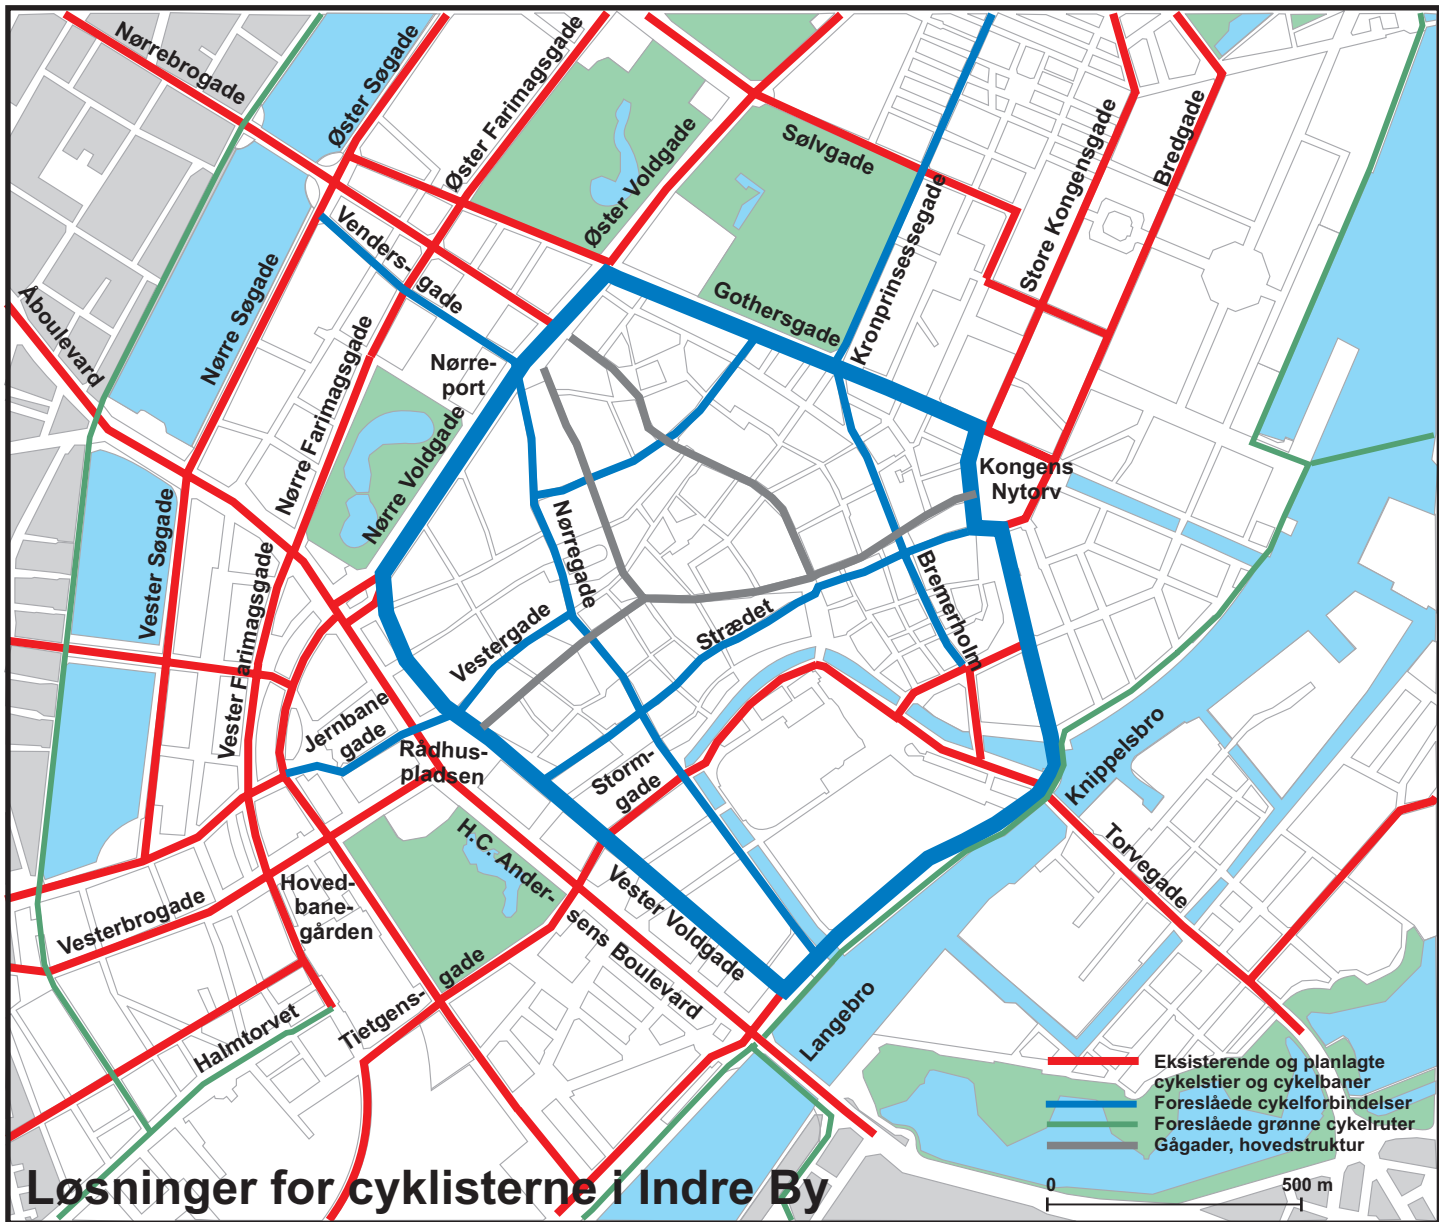 Nørrebrogade
Øster Søgade
Øster Farimagsgade
Øster Voldgade
Sølvgade
Store Kongensgade
Bredgade
Kronprinsessegade
Venders-
gade
Nørre Søgade
Åboulevard
Gothersgade
Nørre-
port
Nørre Farimagsgade
Nørre Voldgade
Kongens
Nytorv
Vester Søgade
Nørregade
Vester Farimagsgade
Bremerholm
Strædet
Vestergade
Jernbane
gade
Rådhus-
pladsen
Storm-
gade
Knippelsbro
H.C. Ander-
sens Boulevard
Torvegade
Hoved-
bane-
gården
Vester Voldgade
Vesterbrogade
Tietgens-
gade
Langebro
Halmtorvet
Eksisterende og planlagte
cykelstier og cykelbaner
Foreslåede cykelforbindelser
Foreslåede grønne cykelruter
Gågader, hovedstruktur
Løsninger for cyklisterne i Indre By
0 500 m